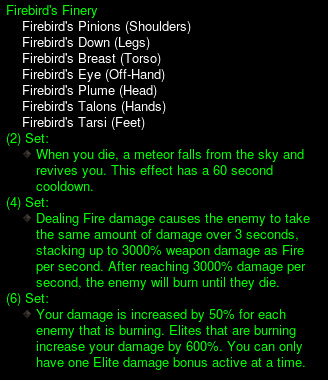 Firebird's Finery
Firebird's Pinions (Shoulders)
Firebird's Down (Legs)
Firebird's Breast (Torso)
Firebird's Eye (Off-Hand)
Firebird's Plume (Head)
Firebird's Talons (Hands)
Firebird's Tarsi (Feet)
(2) Set:
When you die, a meteor falls from the sky and
revives you. This effect has a 60 second
cooldown.
(4) Set:
Dealing Fire damage causes the enemy to take
the same amount of damage over 3 seconds,
stacking up to 3000% weapon damage as Fire
per second. After reaching 3000% damage per
second, the enemy will burn until they die.
(6) Set:
Your damage is increased by 50% for each
enemy that is burning. Elites that are burning
increase your damage by 600%. You can only
have one Elite damage bonus active at a time.